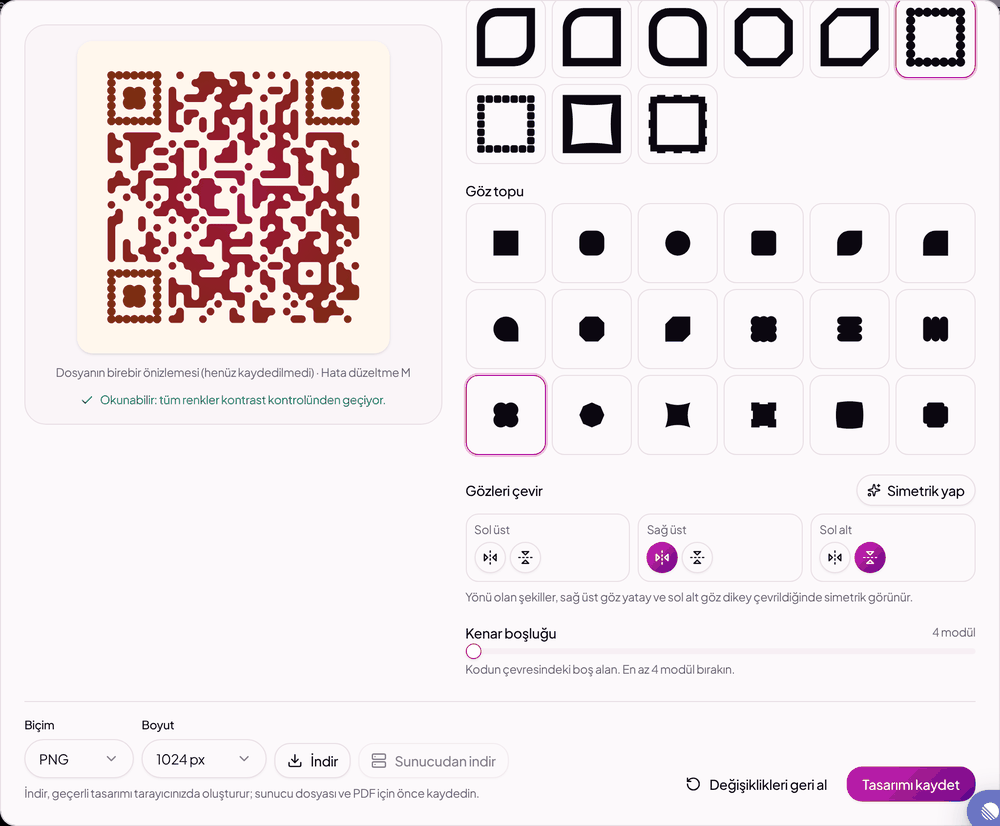 Göz topu
Dosyanın birebir önizlemesi (henüz kaydedilmedi) · Hata düzeltme M
Okunabilir: tüm renkler kontrast kontrolünden geçiyor.
Gözleri çevir
Simetrik yap
Sol üst
Sağ üst
Sol alt
Yönü olan şekiller, sağ üst göz yatay ve sol alt göz dikey çevrildiğinde simetrik görünür.
Kenar boşluğu
4 modül
Kodun çevresindeki boş alan. En az 4 modül bırakın.
Biçim
Boyut
PNG
1024 px
İndir
Sunucudan indir
Değişiklikleri geri al
Tasarımı kaydet
İndir, geçerli tasarımı tarayıcınızda oluşturur; sunucu dosyası ve PDF için önce kaydedin.